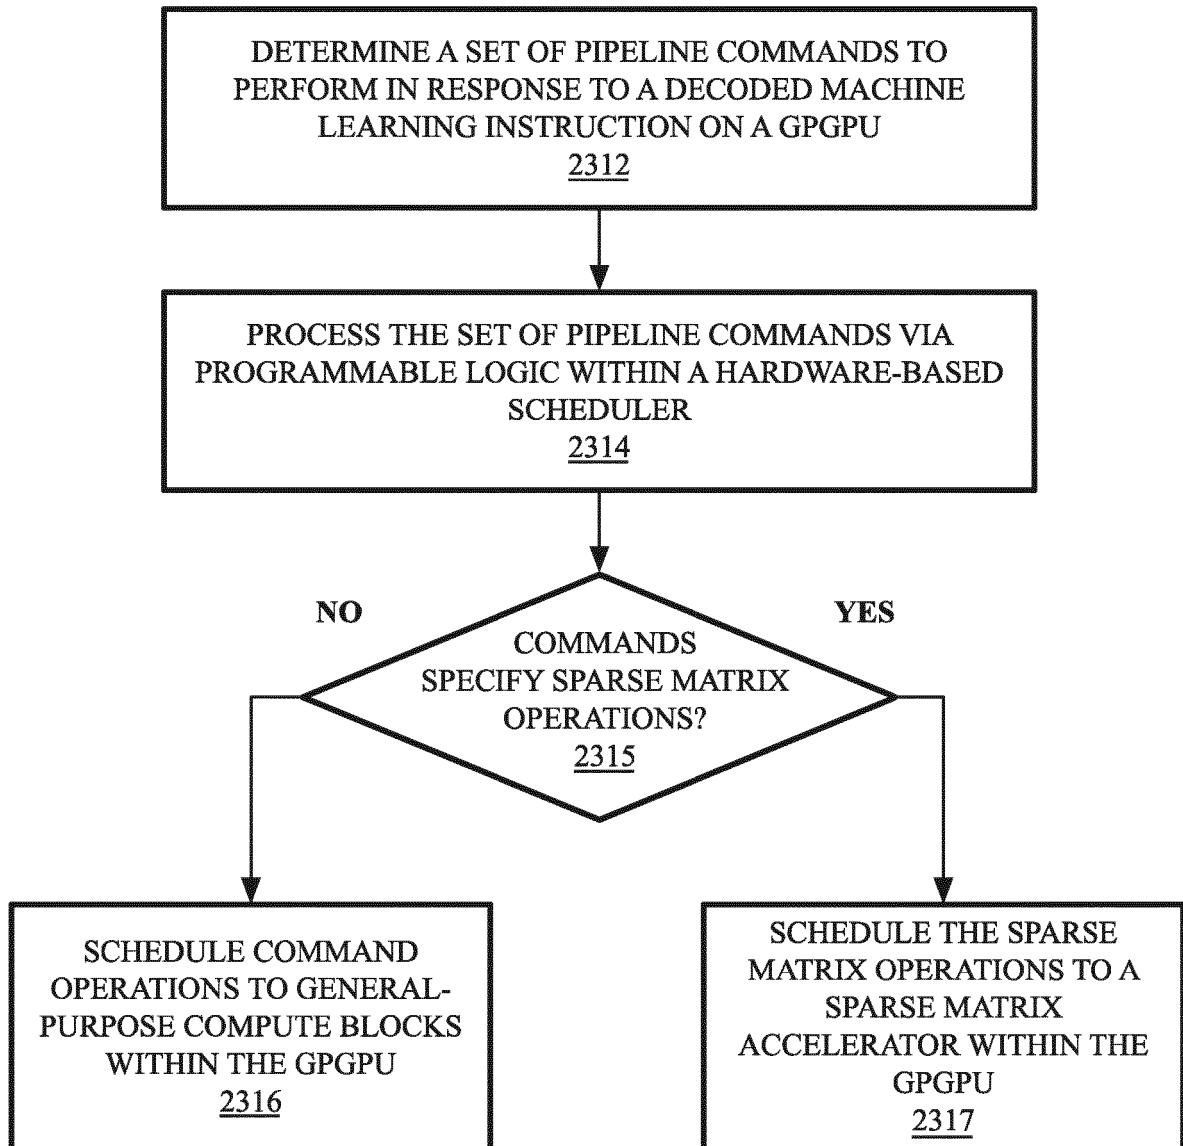 DETERMINE A SET OF PIPELINE COMMANDS TO
PERFORM IN RESPONSE TO A DECODED MACHINE
LEARNING INSTRUCTION ON A GPGPU
2312
PROCESS THE SET OF PIPELINE COMMANDS VIA
PROGRAMMABLE LOGIC WITHIN A HARDWARE-BASED
SCHEDULER
2314
NO
YES
COMMANDS
SPECIFY SPARSE MATRIX
OPERATIONS?
2315
SCHEDULE COMMAND
OPERATIONS TO GENERAL-
PURPOSE COMPUTE BLOCKS
WITHIN THE GPGPU
2316
SCHEDULE THE SPARSE
MATRIX OPERATIONS TO A
SPARSE MATRIX
ACCELERATOR WITHIN THE
GPGPU
2317